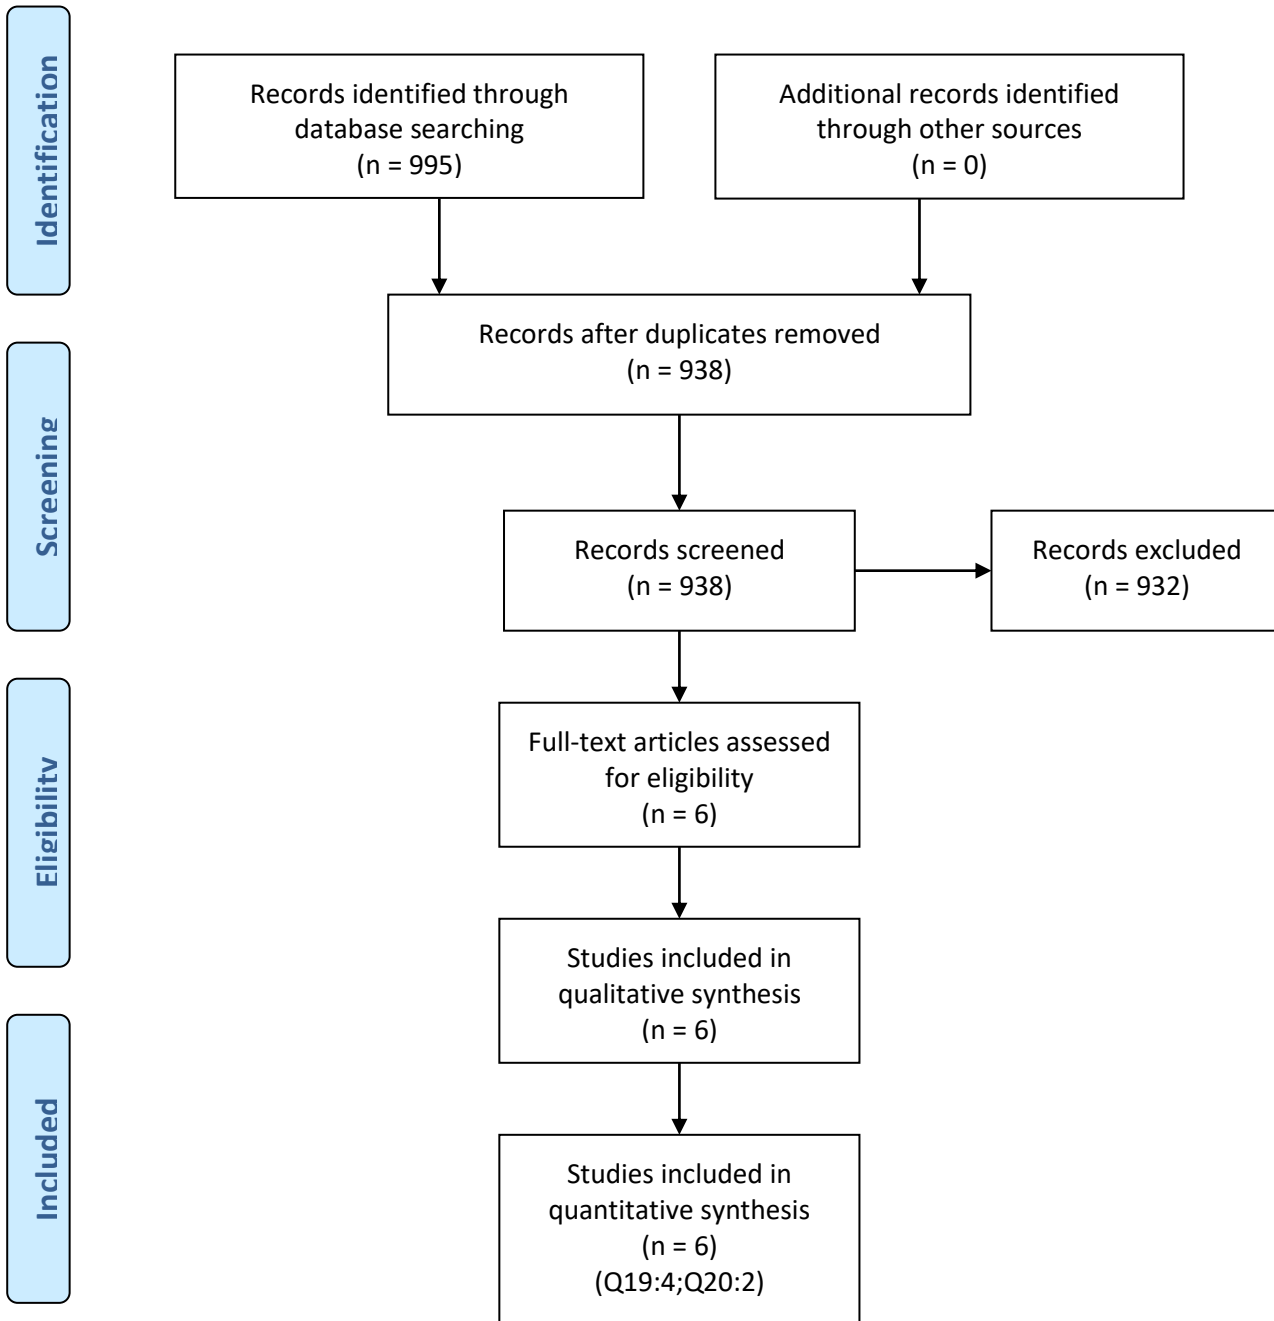 Identification
Records identified through
database searching
(n = 995)
Additional records identified
through other sources
(n = 0)
Records after duplicates removed
(n = 938)
Screening
Records screened
(n = 938)
Records excluded
(n = 932)
Eligibility
Full-text articles assessed
for eligibility
(n = 6)
Studies included in
qualitative synthesis
(n = 6)
Included
Studies included in
quantitative synthesis
(n = 6)
(Q19:4;Q20:2)